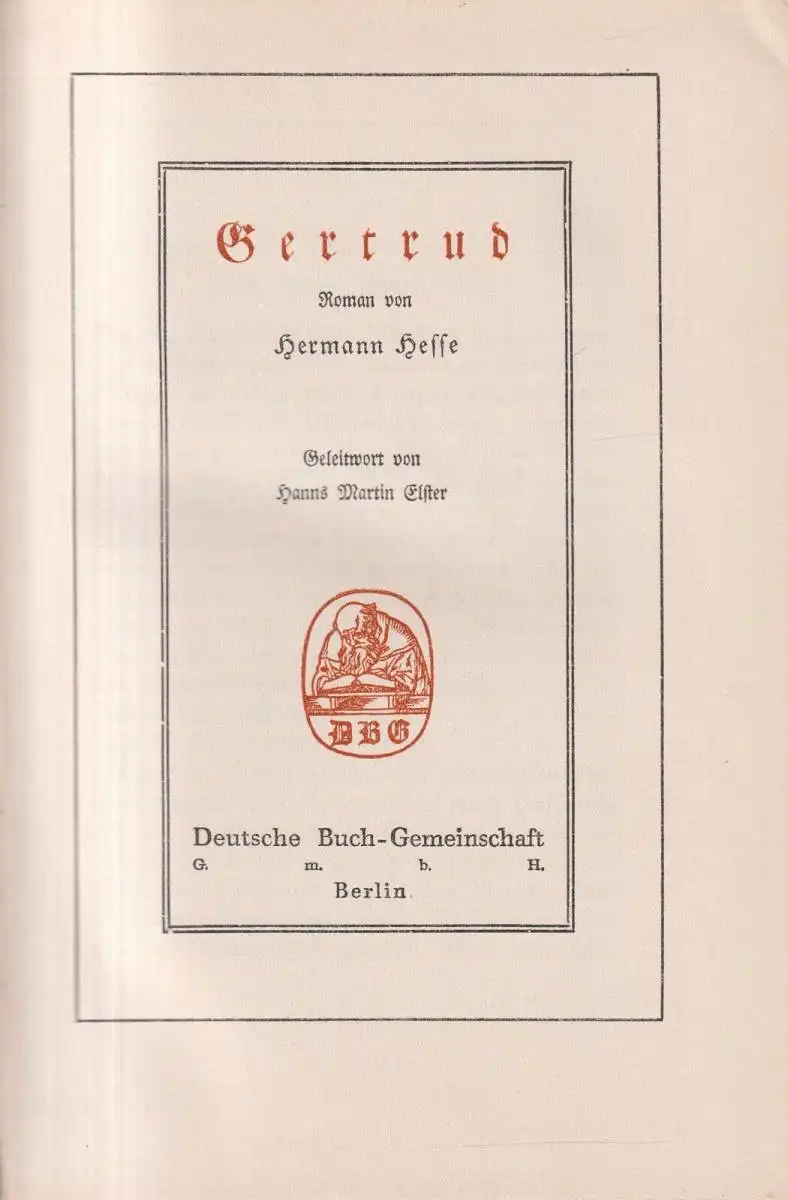 Gertrud
Roman von
Hermann Hesse
Geleitwort von
Hanns Martin Elster
DBG
Deutsche Buch-Gemeinschaft
G. m. b. H.
Berlin